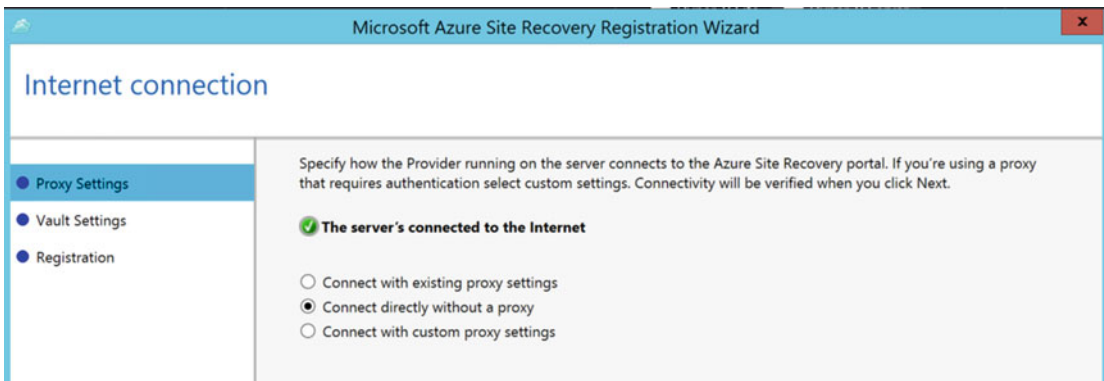 Microsoft Azure Site Recovery Registration Wizard
x
Internet connection
Proxy Settings
Vault Settings
Registration
Specify how the Provider running on the server connects to the Azure Site Recovery portal. If you're using a proxy
that requires authentication select custom settings. Connectivity will be verified when you click Next.
The server's connected to the Internet
Connect with existing proxy settings
Connect directly without a proxy
Connect with custom proxy settings